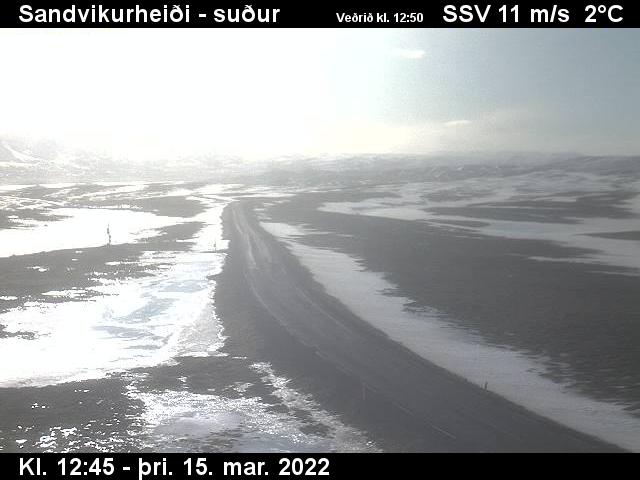 Sandvikurheiði - suður Veðrið kl. 12:50 SSV 11 m/s 2°C
Kl. 12:45 - þri. 15. mar. 2022